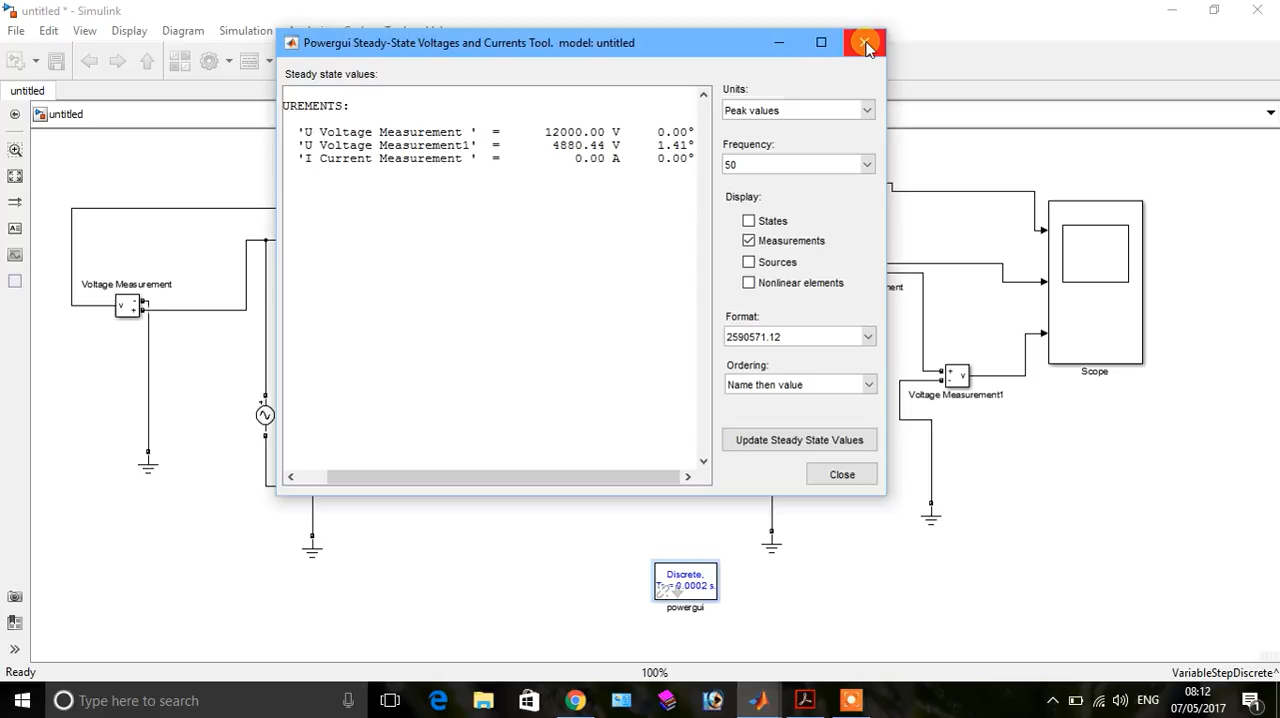 untitled * - Simulink
File Edit View Display Diagram Simulation
untitled
untitled
Powergui Steady-State Voltages and Currents Tool. model: untitled
Steady state values:
UREMENTS:
'U Voltage Measurement ' = 12000.00 V 0.00°
'U Voltage Measurement1' = 4880.44 V 1.41°
'I Current Measurement ' = 0.00 A 0.00°
Units:
Peak values
Frequency:
50
Display:
States
Measurements
Sources
Nonlinear elements
Format:
2590571.12
Ordering:
Name then value
Update Steady State Values
Close
Voltage Measurement
v
- 
+
+
ment
+
-
v
Voltage Measurement1
Scope
Discrete,
0.0002 s.
powergui
Ready
100%
VariableStepDiscrete
Type here to search
ENG
08:12
07/05/2017
1